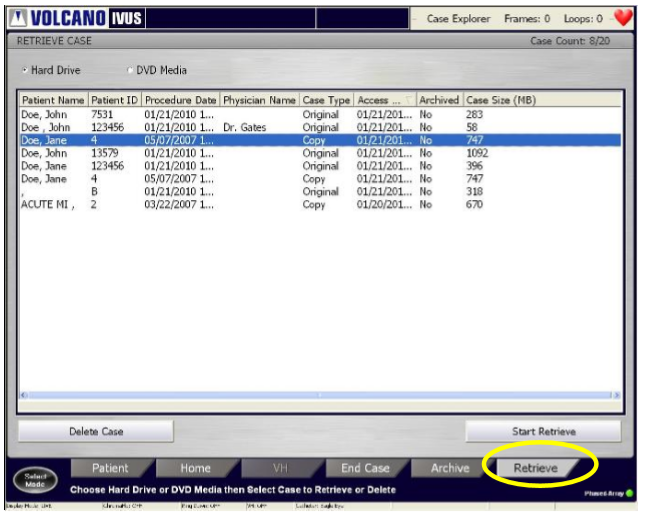 VOLCANO IVUS
Case Explorer Frames: 0 Loops: 0
RETRIEVE CASE Case Count: 8/20
Hard Drive DVD Media
Patient Name Patient ID Procedure Date Physician Name Case Type Access ... Archived Case Size (MB)
Doe, John 7531 01/21/2010 1... Original 01/21/201... No 283
Doe , John 123456 01/21/2010 1... Dr. Gates Original 01/21/201... No 58
Doe, Jane 4 05/07/2007 1... Copy 01/21/201... No 747
Doe, John 13579 01/21/2010 1... Original 01/21/201... No 1092
Doe, Jane 123456 01/21/2010 1... Original 01/21/201... No 396
Doe, Jane 4 05/07/2007 1... Copy 01/21/201... No 747
, B 01/21/2010 1... Original 01/21/201... No 318
ACUTE MI , 2 03/22/2007 1... Copy 01/20/201... No 670
Delete Case Start Retrieve
Select Mode Patient Home VH End Case Archive Retrieve
Choose Hard Drive or DVD Media then Select Case to Retrieve or Delete Phased Array